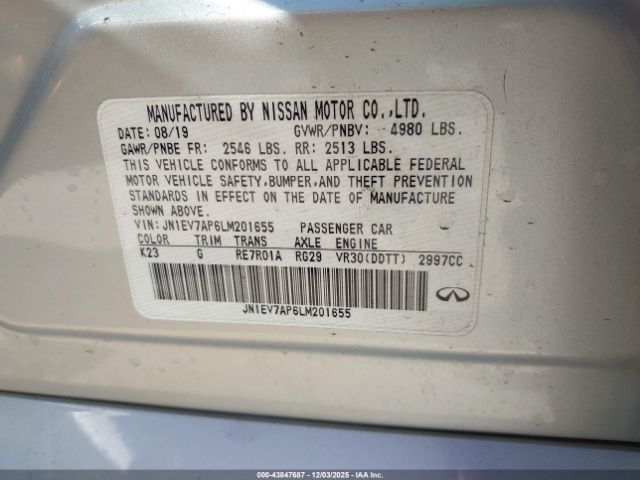 MANUFACTURED BY NISSAN MOTOR CO.,LTD.
DATE: 08/19 GVWR/PNBV: 4980 LBS.
GAWR/PNBE FR: 2546 LBS. RR: 2513 LBS.
THIS VEHICLE CONFORMS TO ALL APPLICABLE FEDERAL
MOTOR VEHICLE SAFETY,BUMPER,AND THEFT PREVENTION
STANDARDS IN EFFECT ON THE DATE OF MANUFACTURE
SHOWN ABOVE.
VIN: JN1EV7AP6LM201655 PASSENGER CAR
COLOR TRIM TRANS AXLE ENGINE
K23 G RE7R01A RG29 VR30(DDTT) 2997CC
JN1EV7AP6LM201655
000-43847687 - 12/03/2025 - IAAI.COM